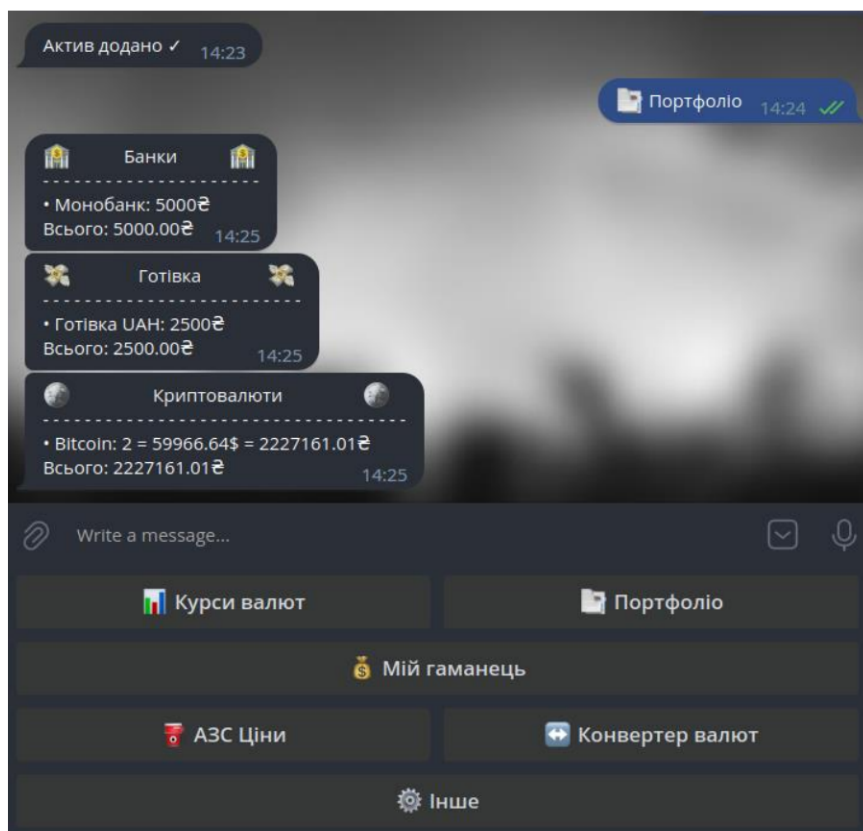 Актив додано ✓ 14:23
Портфоліо 14:24
Банки
--------------------
• Монобанк: 5000₴
Всього: 5000.00₴ 14:25
Готівка
------------------------
• Готівка UAH: 2500₴
Всього: 2500.00₴ 14:25
Криптовалюти
----------------------------------
• Bitcoin: 2 = 59966.64$ = 2227161.01₴
Всього: 2227161.01₴ 14:25
Write a message...
Курси валют
Портфоліо
Мій гаманець
АЗС Ціни
Конвертер валют
Інше